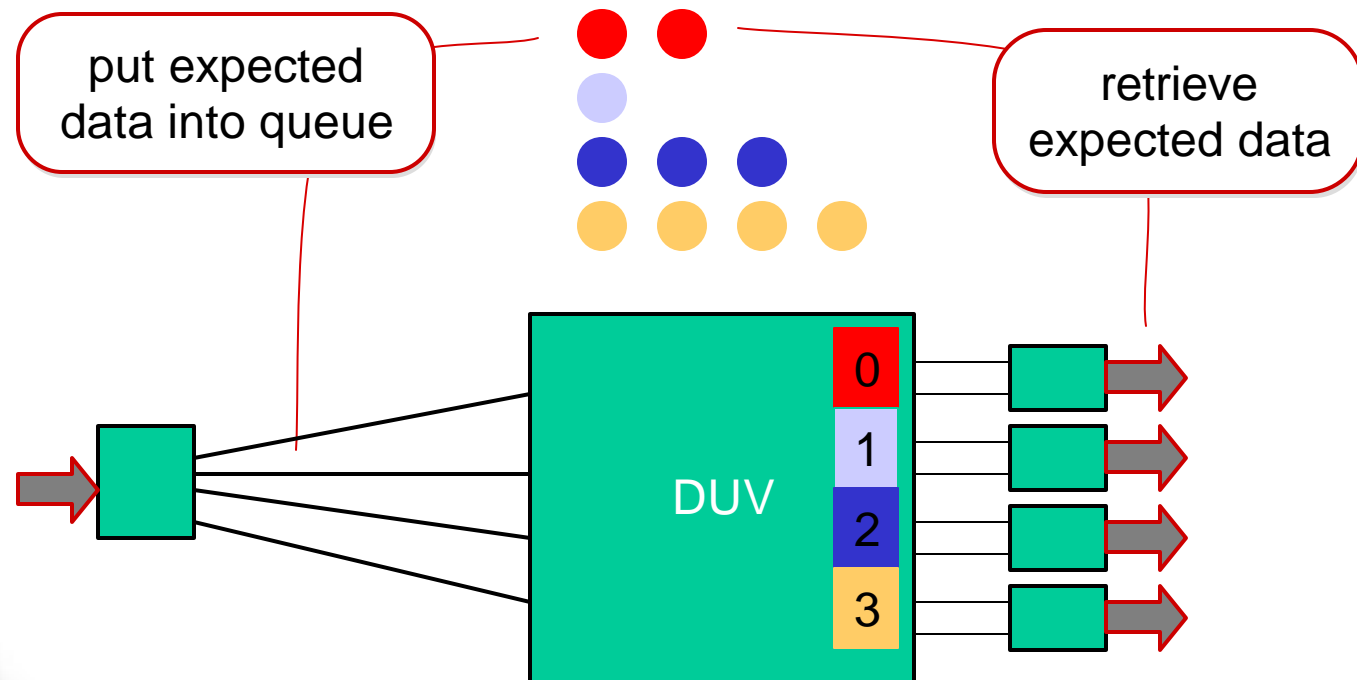 put expected
data into queue
retrieve
expected data
0
1
DUV
2
3